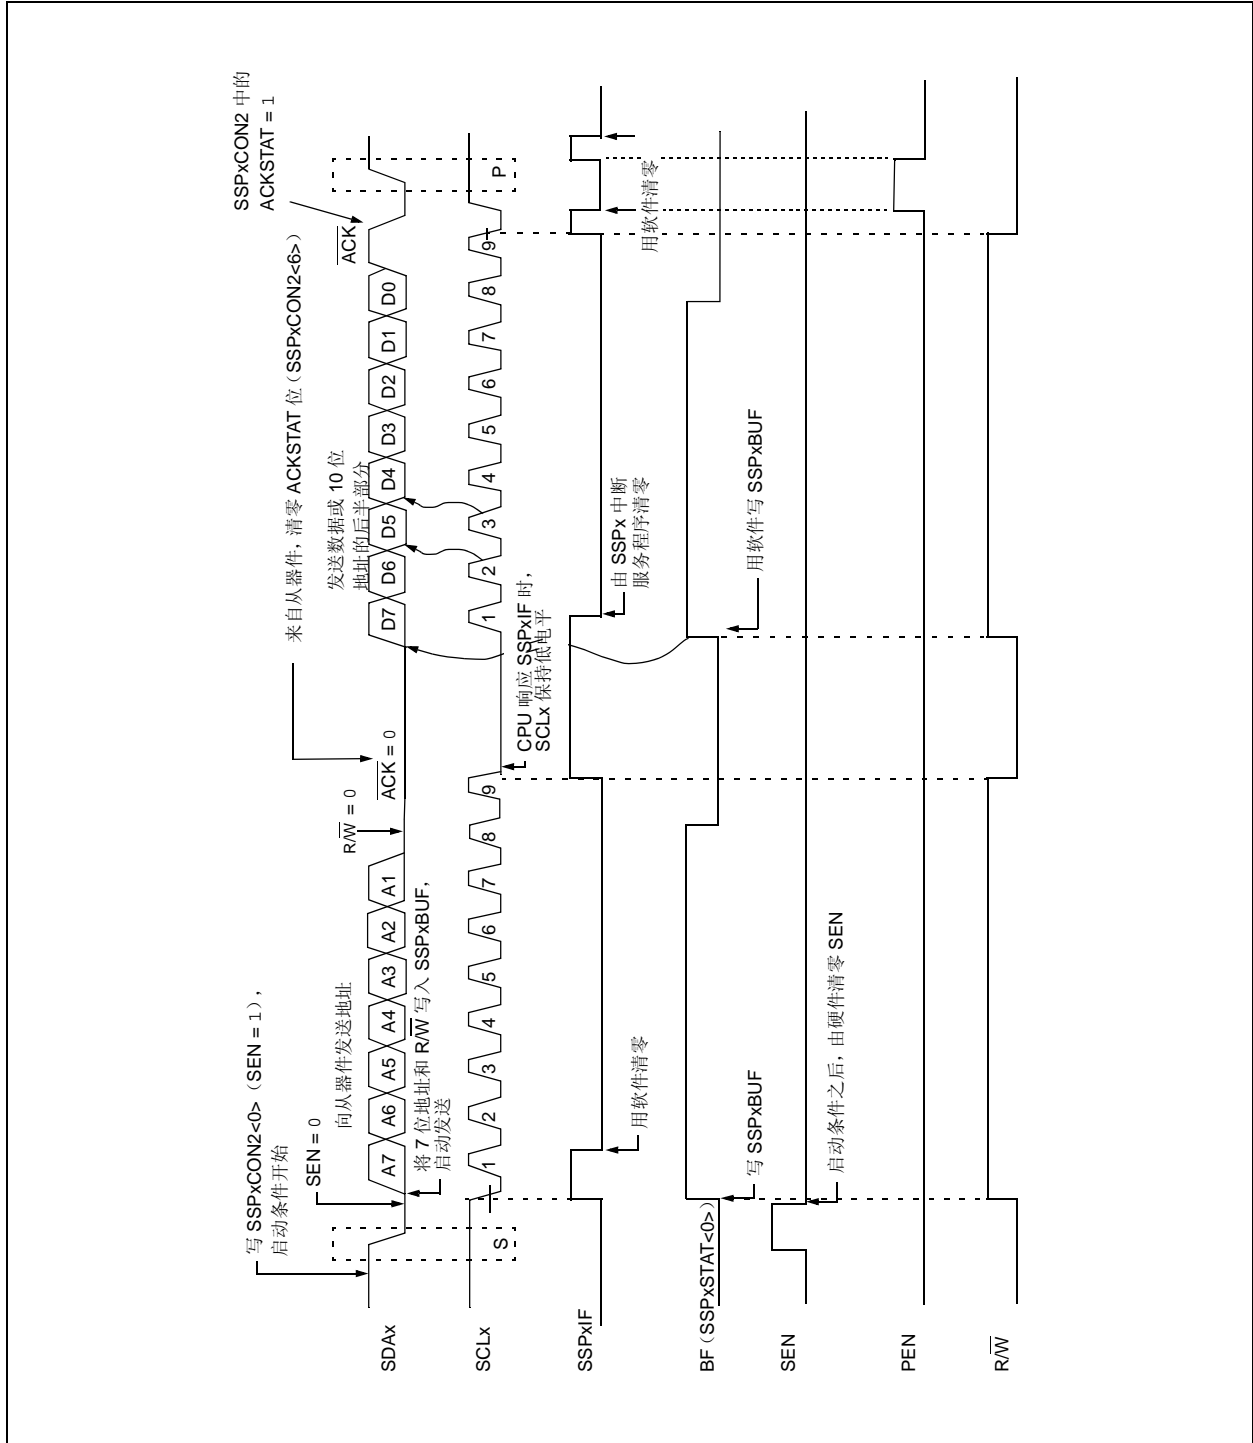 写 SSPxCON2<0>（SEN = 1），
启动条件开始
SEN = 0
向从器件发送地址
将 7 位地址和 R/W̅ 写入 SSPxBUF，
启动发送
R/W̅ = 0
来自从器件，清零 ACKSTAT 位（SSPxCON2<6>）
A̅C̅K̅ = 0
发送数据或 10 位
地址的后半部分
A̅C̅K̅
SSPxCON2 中的
ACKSTAT = 1
SDAx
A7 A6 A5 A4 A3 A2 A1
D7 D6 D5 D4 D3 D2 D1 D0
SCLx
S
1 2 3 4 5 6 7 8 9
1 2 3 4 5 6 7 8 9
P
CPU 响应 SSPxIF 时，
SCLx 保持低电平
SSPxIF
用软件清零
由 SSPx 中断
服务程序清零
用软件清零
BF（SSPxSTAT<0>）
写 SSPxBUF
用软件写 SSPxBUF
SEN
启动条件之后，由硬件清零 SEN
PEN
R/W̅